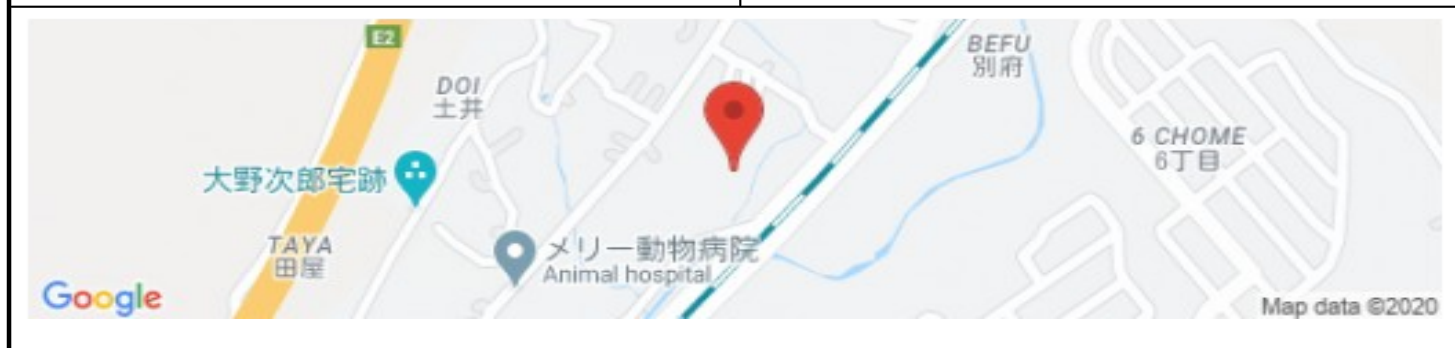 E2
BEFU
別府
DOI
土井
6 CHOME
6丁目
大野次郎宅跡
TAYA
田屋
メリー動物病院
Animal hospital
Google
Map data ©2020